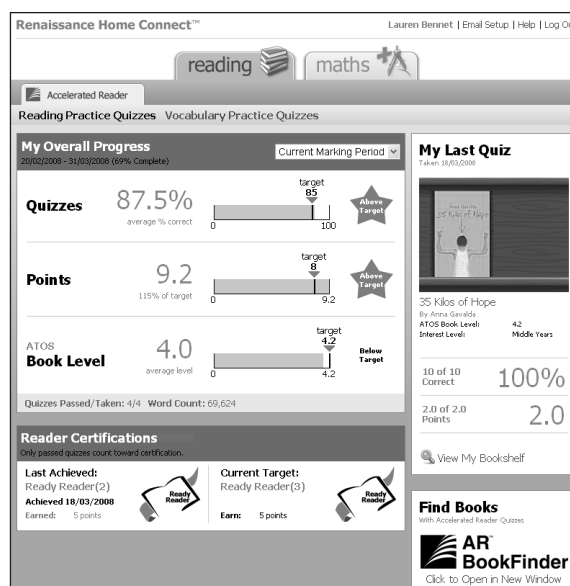 Renaissance Home Connect™
Lauren Bennet | Email Setup | Help | Log Ou
reading
maths
Accelerated Reader
Reading Practice Quizzes Vocabulary Practice Quizzes
My Overall Progress
20/02/2008 - 31/03/2008 (69% Complete)
Current Marking Period
Quizzes
87.5%
average % correct
target
85
0 100
Above
Target
Points
9.2
115% of target
target
8
0 9.2
Above
Target
ATOS
Book Level
4.0
average level
target
4.2
0 4.2
Below
Target
Quizzes Passed/Taken: 4/4 Word Count: 69,624
Reader Certifications
Only passed quizzes count toward certification.
Last Achieved:
Ready Reader(2)
Achieved 18/03/2008
Earned: 5 points
Ready
Reader
Current Target:
Ready Reader(3)
Earn: 5 points
Ready
Reader
My Last Quiz
Taken 18/03/2008
Anna Gavalda
35 Kilos of Hope
35 Kilos of Hope
By Anna Gavalda
ATOS Book Level: 4.2
Interest Level: Middle Years
10 of 10
Correct
100%
2.0 of 2.0
Points
2.0
View My Bookshelf
Find Books
With Accelerated Reader Quizzes
AR™
BookFinder
Click to Open in New Window